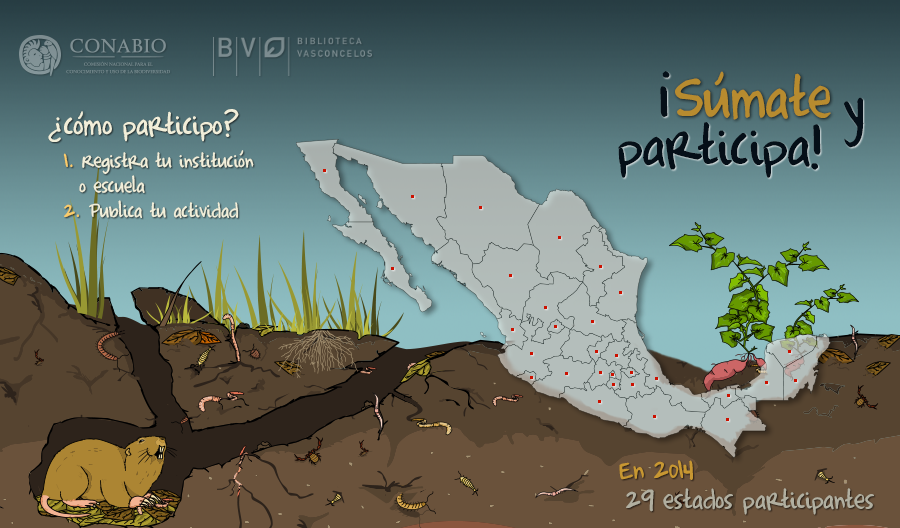 CONABIO
COMISIÓN NACIONAL PARA EL
CONOCIMIENTO Y USO DE LA BIODIVERSIDAD
BV
BIBLIOTECA
VASCONCELOS
¡Súmate y
participa!
¿cómo participo?
1. Registra tu institución
o escuela
2. Publica tu actividad
En 2014
29 estados participantes